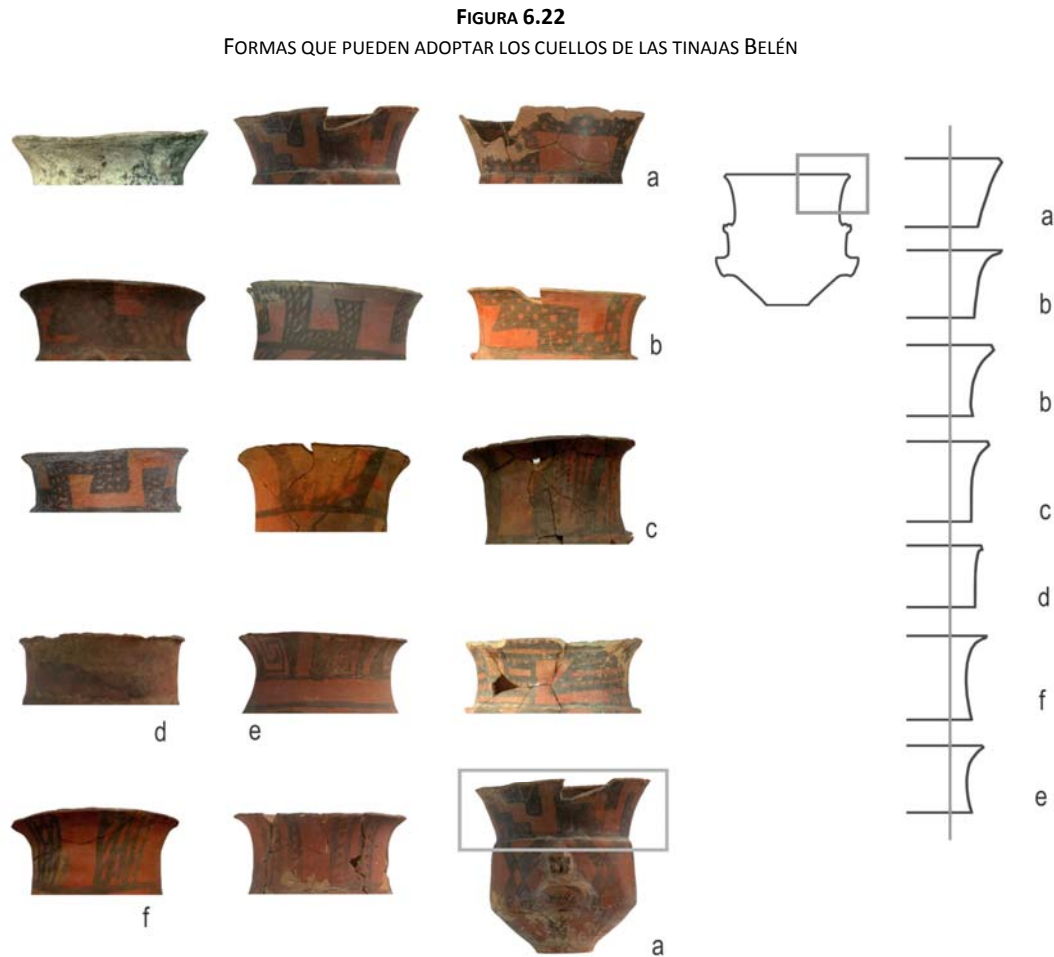 FIGURA 6.22
FORMAS QUE PUEDEN ADOPTAR LOS CUELLOS DE LAS TINAJAS BELÉN
a
b
c
d
e
f
a
a
b
b
c
d
f
e